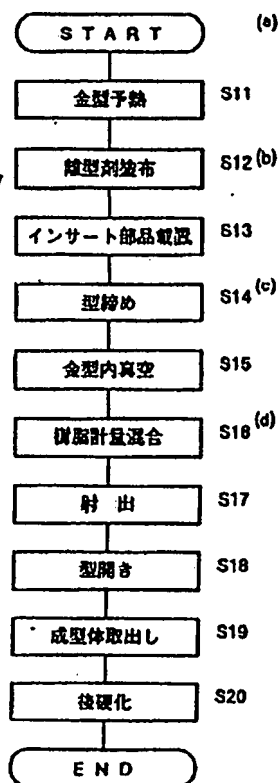 START (a)
金型予熱 S11
離型剤塗布 S12 (b)
インサート部品載置 S13
型締め S14 (c)
金型内真空 S15
樹脂計量混合 S16 (d)
射出 S17
型開き S18
成型体取出し S19
後硬化 S20
END